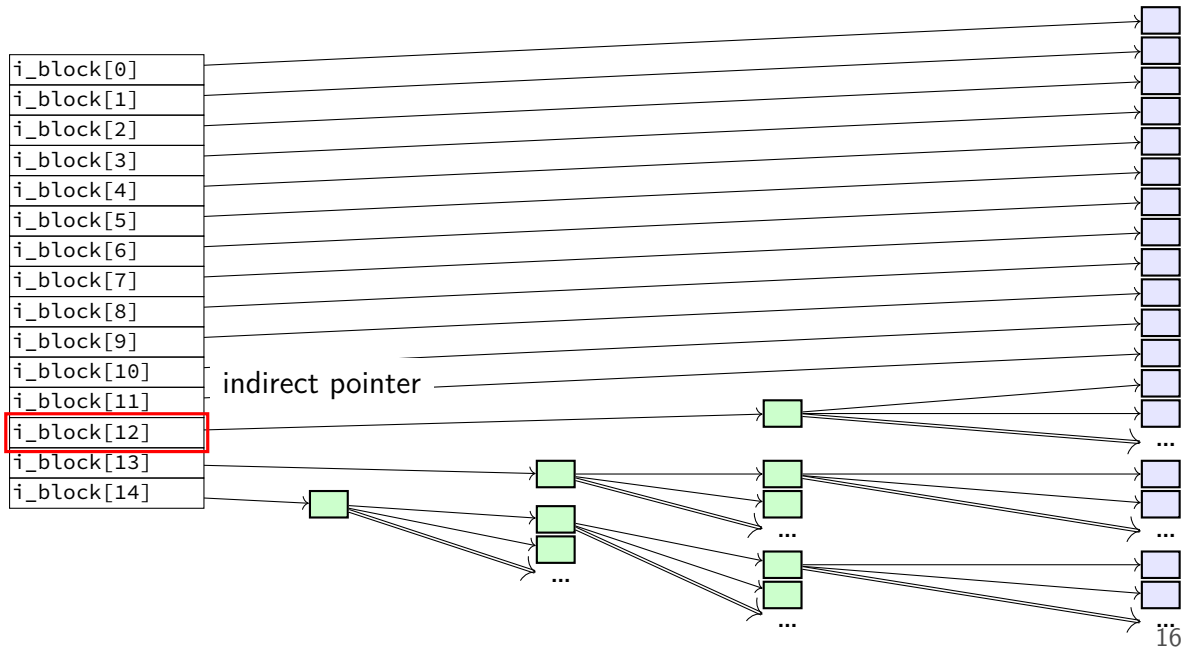 i_block[0]
i_block[1]
i_block[2]
i_block[3]
i_block[4]
i_block[5]
i_block[6]
i_block[7]
i_block[8]
i_block[9]
i_block[10]
indirect pointer
i_block[11]
i_block[12]
...
i_block[13]
i_block[14]
...
...
...
...
...
16